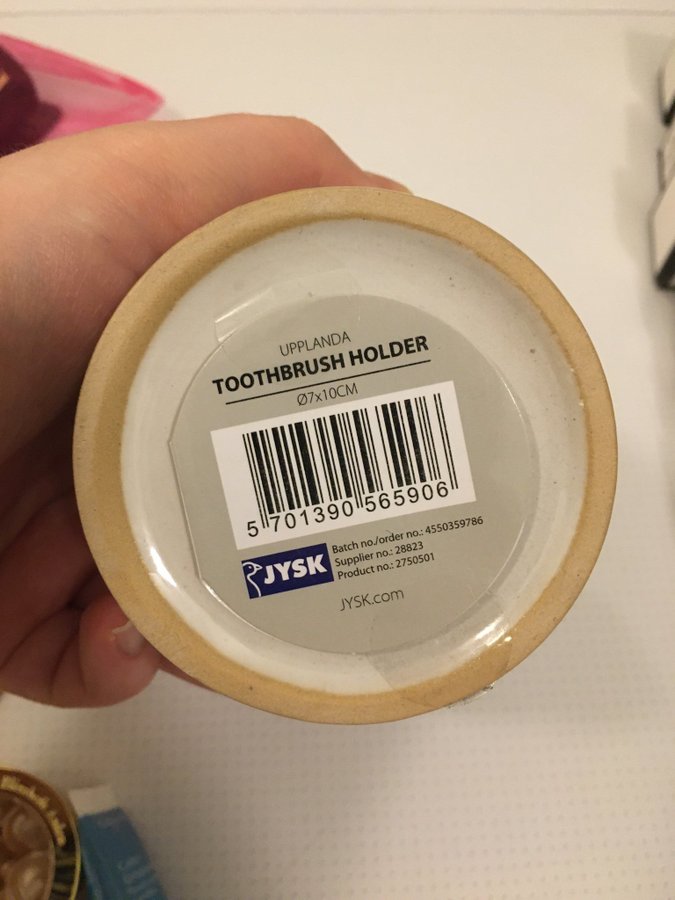 UPPLANDA
TOOTHBRUSH HOLDER
Ø7x10CM
5 701390 565906
JYSK
Batch no./order no.: 4550359786
Supplier no.: 28823
Product no.: 2750501
JYSK.com